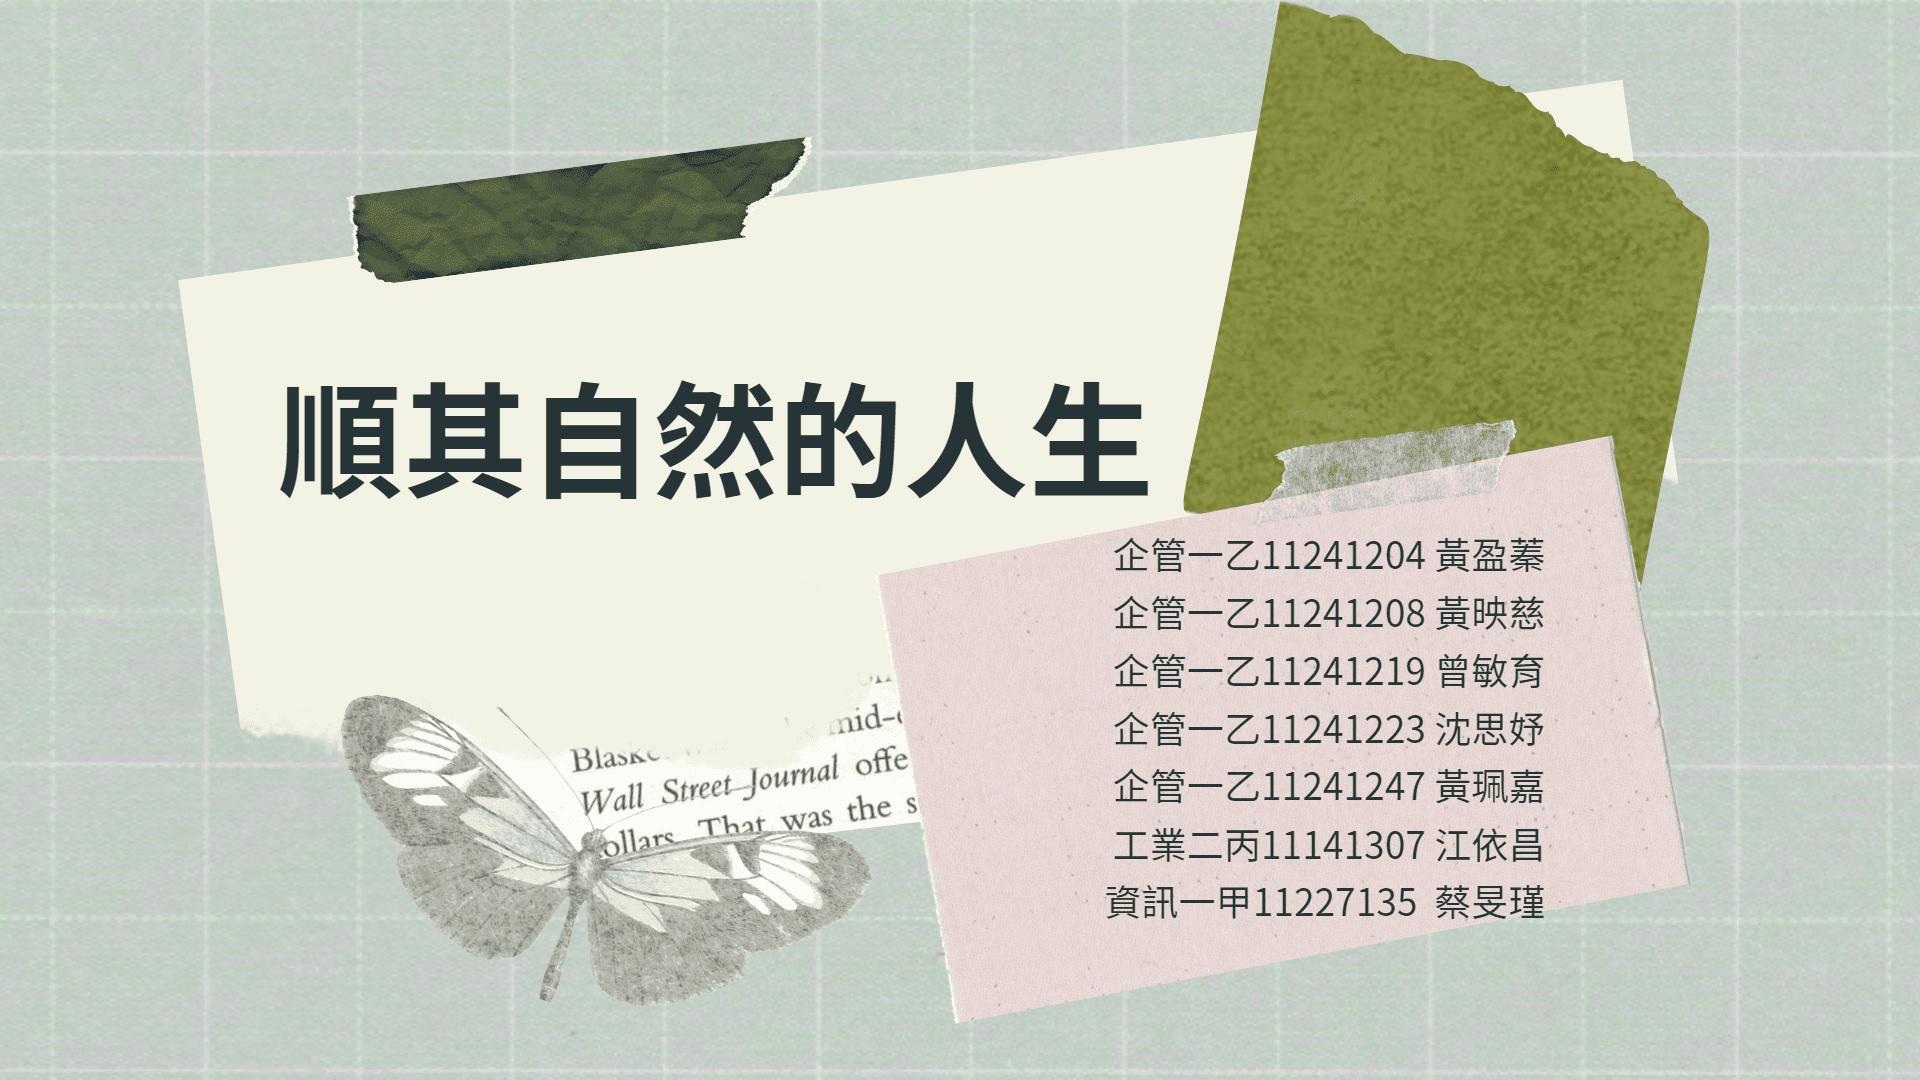 順其自然的人生
企管一乙11241204 黃盈蓁
企管一乙11241208 黃映慈
企管一乙11241219 曾敏育
企管一乙11241223 沈思妤
企管一乙11241247 黃珮嘉
工業二丙11141307 江依昌
資訊一甲11227135 蔡旻瑾
mid-
Wall Street Journal offe
ollars. That was the s